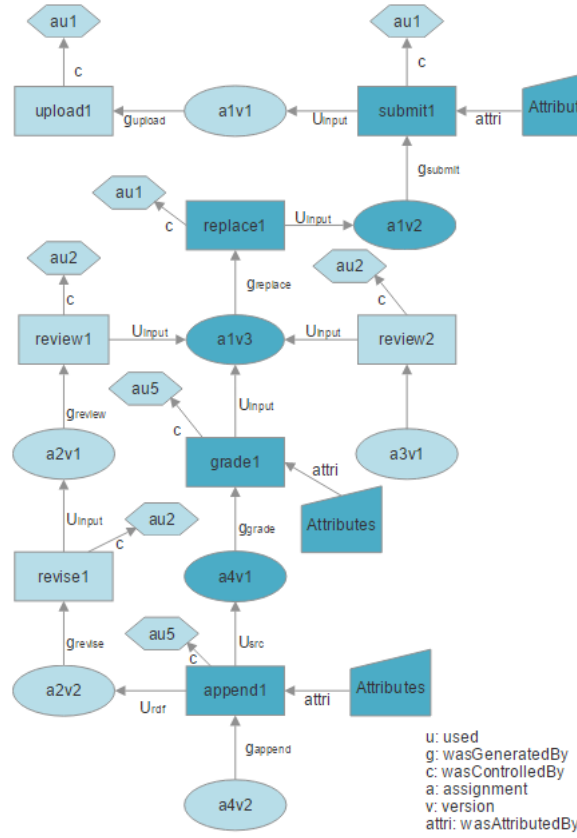 au1
au1
c
c
upload1
a1v1
submit1
Attribut
gupload
UInput
attri
gsubmit
au1
replace1
UInput
a1v2
c
au2
greplace
au2
c
c
review1
UInput
a1v3
UInput
review2
au5
UInput
greview
c
attri
a2v1
grade1
a3v1
UInput
au2
ggrade
Attributes
c
revise1
a4v1
grevise
au5
Usrc
c
a2v2
append1
Attributes
Urdf
attri
gappend
u: used
g: wasGeneratedBy
c: wasControlledBy
a: assignment
a4v2
v: version
attri: wasAttributedBy